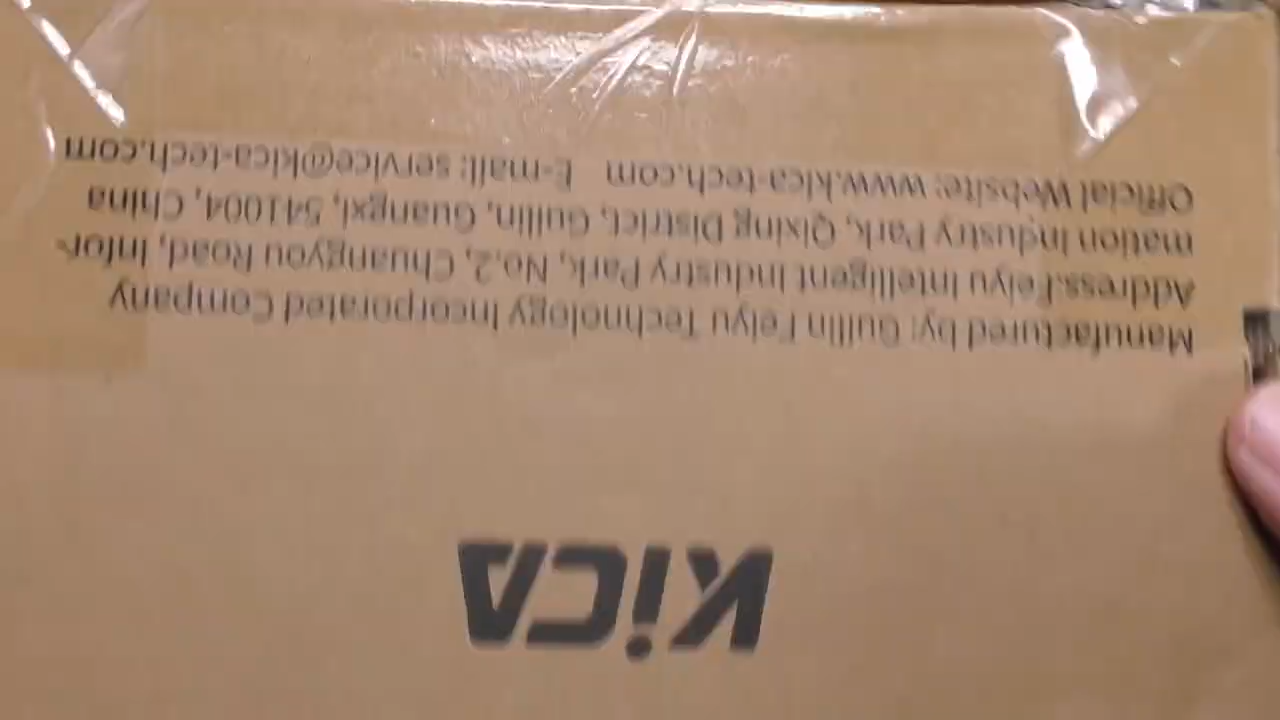 KiCA
Manufactured by: Guilin Feiyu Technology Incorporated Company
Address:Feiyu Intelligent Industry Park, No.2, Chuangyou Road, Infor-
mation Industry Park, Qixing District, Guilin, Guangxi, 541004, China
Official Website: www.kica-tech.com E-mail: service@kica-tech.com